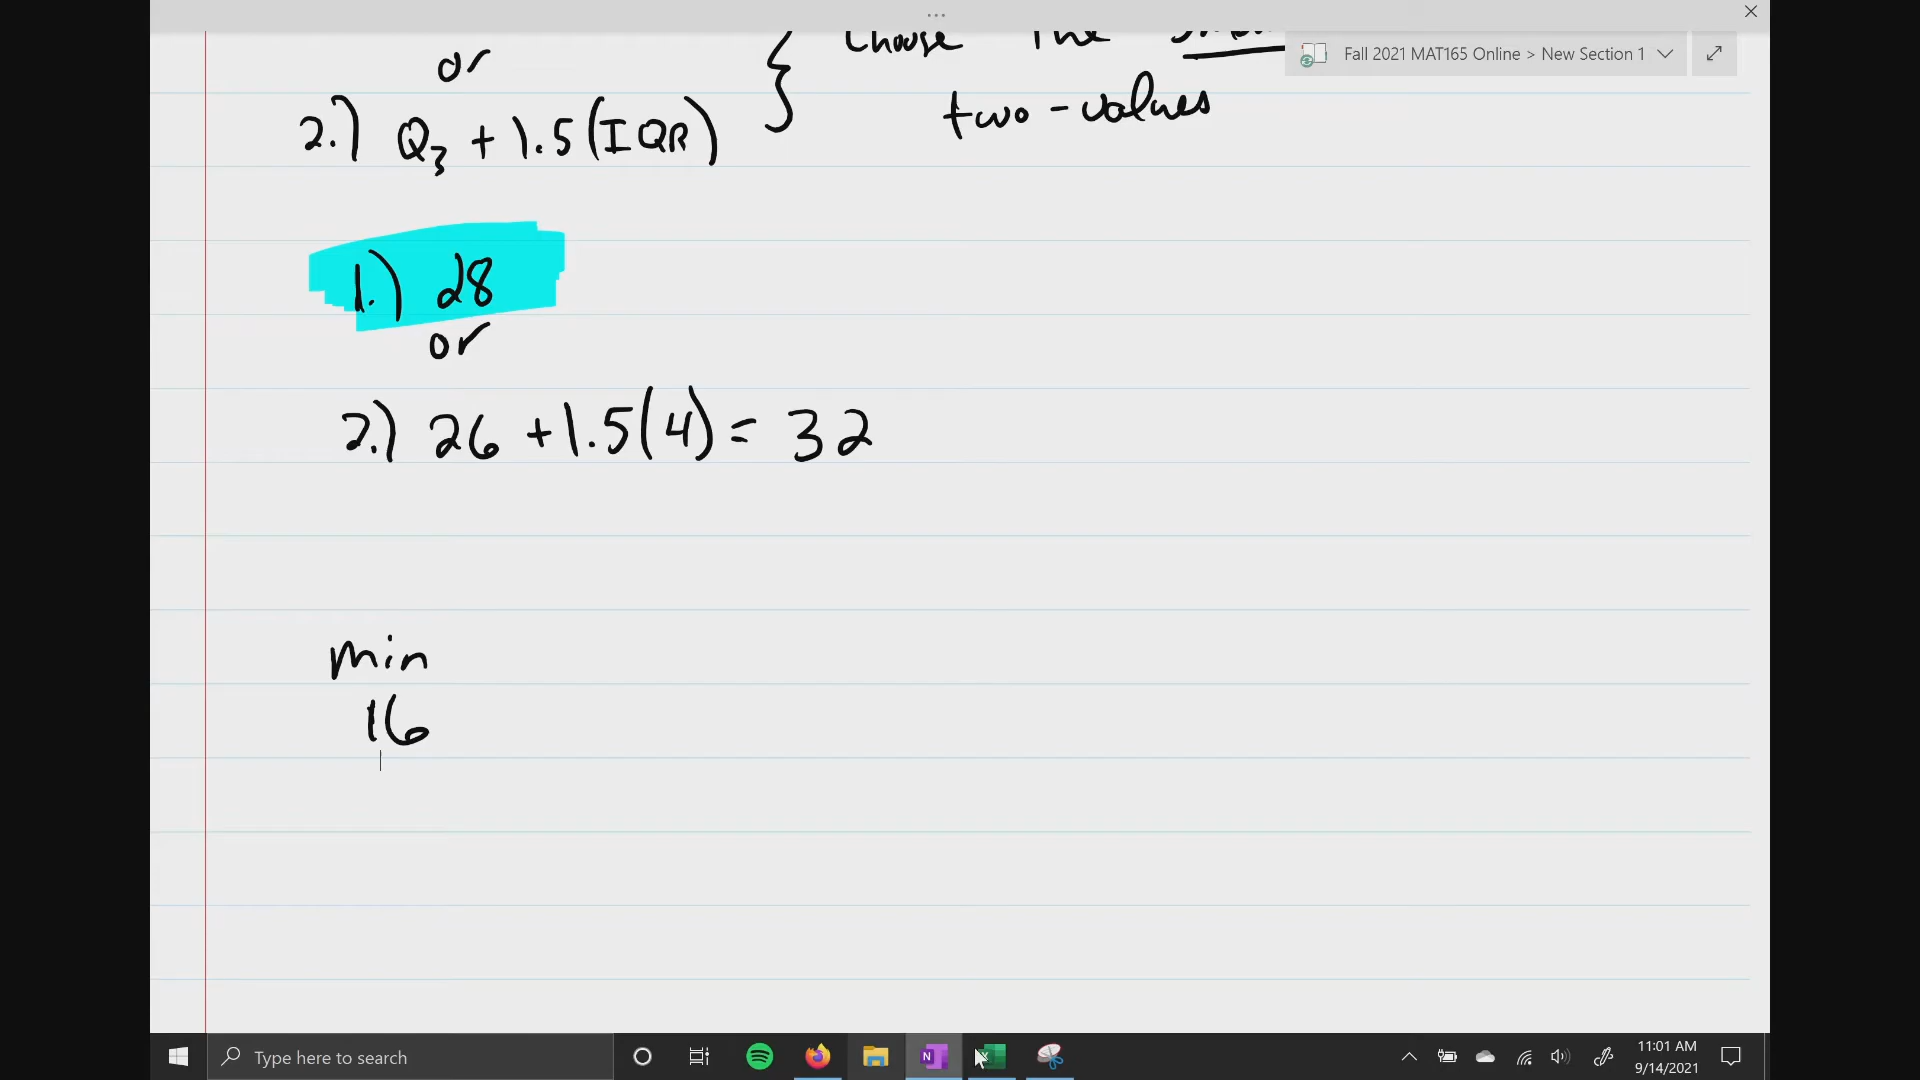 Choose The
Fall 2021 MAT165 Online > New Section 1
or
two-values
2.) Q₃ + 1.5(IQR)
1.) 28
or
2.) 26 + 1.5(4) = 32
min
16
Type here to search
11:01 AM
9/14/2021